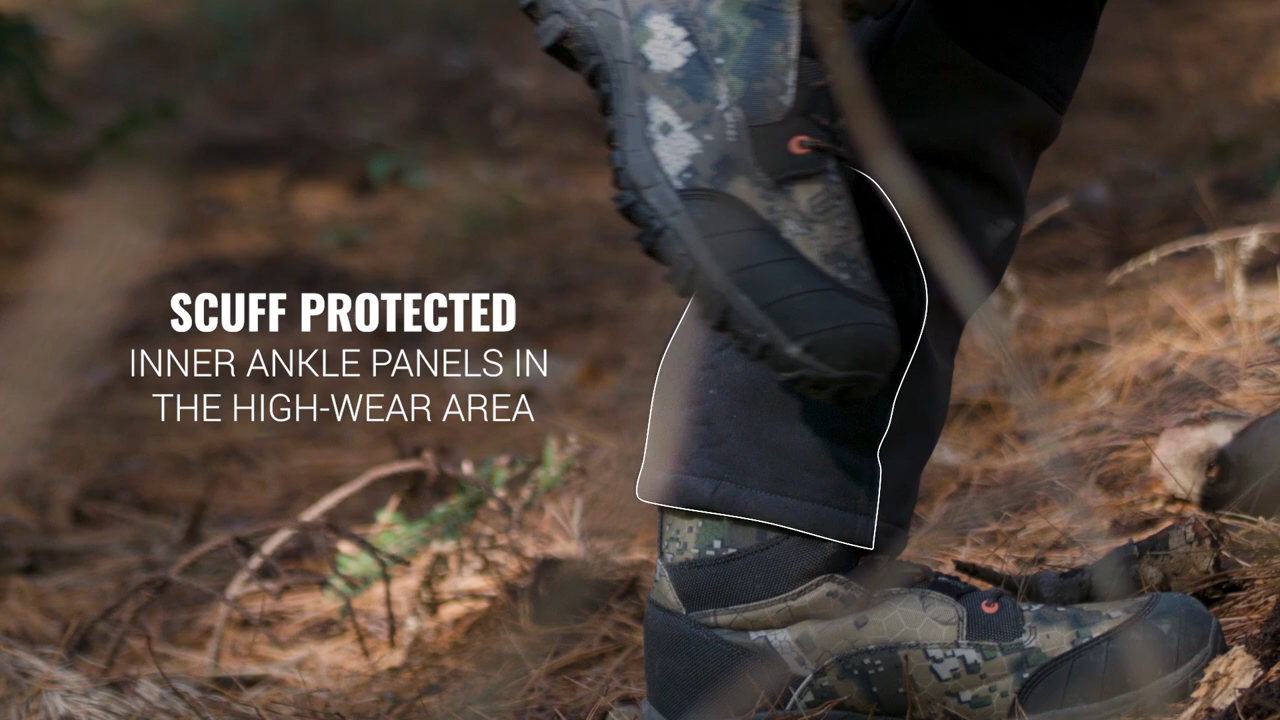 SCUFF PROTECTED
INNER ANKLE PANELS IN
THE HIGH-WEAR AREA